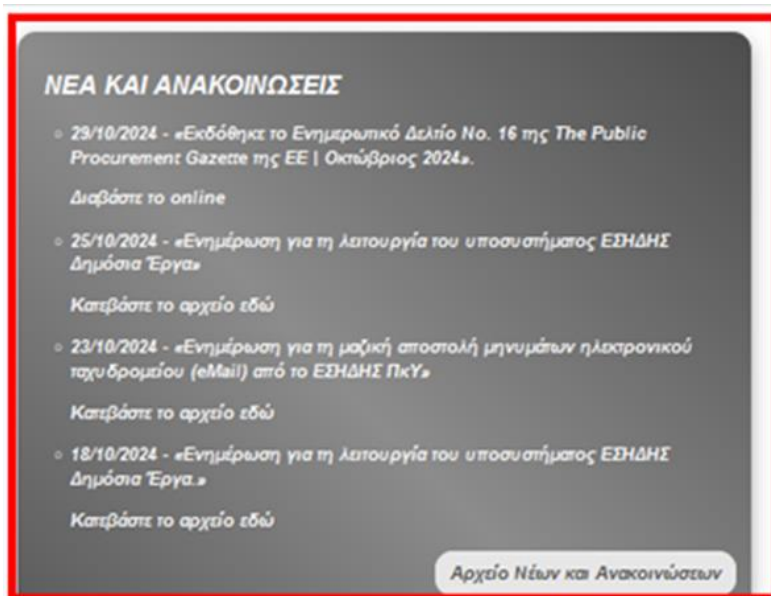 ΝΕΑ ΚΑΙ ΑΝΑΚΟΙΝΩΣΕΙΣ
29/10/2024 - «Εκδόθηκε το Ενημερωτικό Δελτίο Νο. 16 της The Public
Procurement Gazette της ΕΕ | Οκτώβριος 2024».
Διαβάστε το online
25/10/2024 - «Ενημέρωση για τη λειτουργία του υποσυστήματος ΕΣΗΔΗΣ
Δημόσια Έργα»
Κατεβάστε το αρχείο εδώ
23/10/2024 - «Ενημέρωση για τη μαζική αποστολή μηνυμάτων ηλεκτρονικού
ταχυδρομείου (eMail) από το ΕΣΗΔΗΣ ΠκΥ»
Κατεβάστε το αρχείο εδώ
18/10/2024 - «Ενημέρωση για τη λειτουργία του υποσυστήματος ΕΣΗΔΗΣ
Δημόσια Έργα.»
Κατεβάστε το αρχείο εδώ
Αρχείο Νέων και Ανακοινώσεων